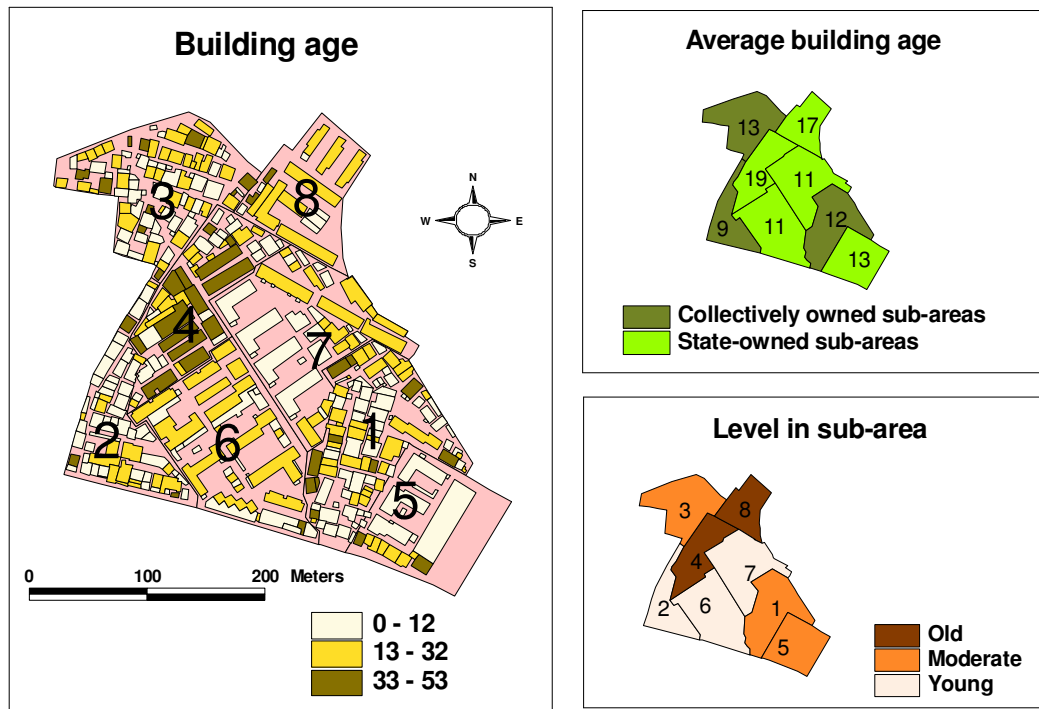 Building age
3
8
4
7
2
6
1
5
N
W E
S
0 100 200 Meters
0 - 12
13 - 32
33 - 53
Average building age
13
17
19
11
9
11
12
13
Collectively owned sub-areas
State-owned sub-areas
Level in sub-area
3
8
4
7
2
6
1
5
Old
Moderate
Young